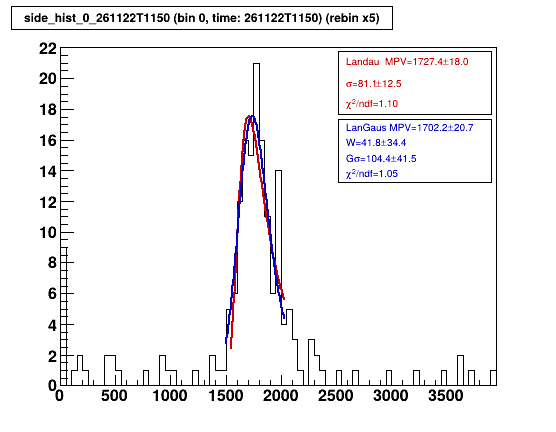 side_hist_0_261122T1150 (bin 0, time: 261122T1150) (rebin x5)
Landau MPV=1727.4±18.0
σ=81.1±12.5
χ²/ndf=1.10
LanGaus MPV=1702.2±20.7
W=41.8±34.4
Gσ=104.4±41.5
χ²/ndf=1.05
22
20
18
16
14
12
10
8
6
4
2
0
0 500 1000 1500 2000 2500 3000 3500